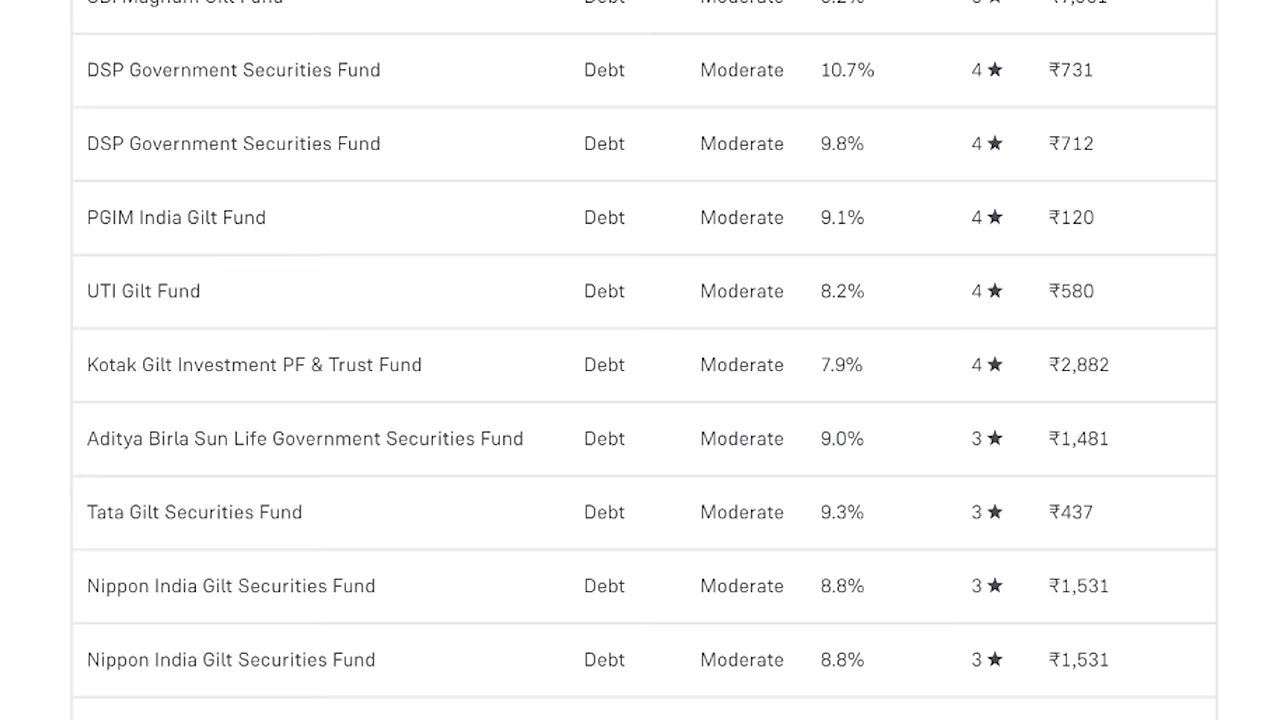 Debt Moderate
DSP Government Securities Fund Debt Moderate 10.7% 4 ★ ₹731
DSP Government Securities Fund Debt Moderate 9.8% 4 ★ ₹712
PGIM India Gilt Fund Debt Moderate 9.1% 4 ★ ₹120
UTI Gilt Fund Debt Moderate 8.2% 4 ★ ₹580
Kotak Gilt Investment PF & Trust Fund Debt Moderate 7.9% 4 ★ ₹2,882
Aditya Birla Sun Life Government Securities Fund Debt Moderate 9.0% 3 ★ ₹1,481
Tata Gilt Securities Fund Debt Moderate 9.3% 3 ★ ₹437
Nippon India Gilt Securities Fund Debt Moderate 8.8% 3 ★ ₹1,531
Nippon India Gilt Securities Fund Debt Moderate 8.8% 3 ★ ₹1,531